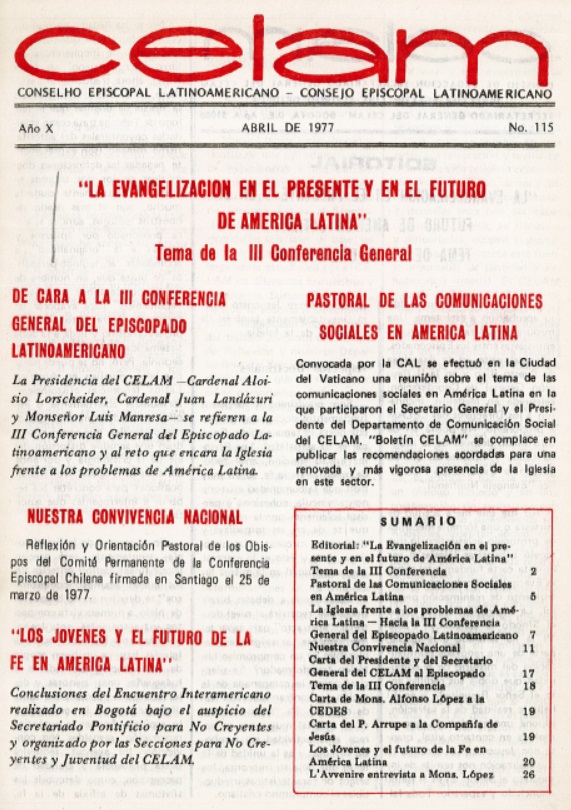 celam
CONSELHO EPISCOPAL LATINOAMERICANO – CONSEJO EPISCOPAL LATINOAMERICANO
Año X ABRIL DE 1977 No. 115
"LA EVANGELIZACION EN EL PRESENTE Y EN EL FUTURO
DE AMERICA LATINA"
Tema de la III Conferencia General
DE CARA A LA III CONFERENCIA
GENERAL DEL EPISCOPADO
LATINOAMERICANO
La Presidencia del CELAM —Cardenal Aloi-
sio Lorscheider, Cardenal Juan Landázuri
y Monseñor Luis Manresa— se refieren a la
III Conferencia General del Episcopado La-
tinoamericano y al reto que encara la Iglesia
frente a los problemas de América Latina.
NUESTRA CONVIVENCIA NACIONAL
Reflexión y Orientación Pastoral de los Obis-
pos del Comité Permanente de la Conferencia
Episcopal Chilena firmada en Santiago el 25 de
marzo de 1977.
"LOS JOVENES Y EL FUTURO DE LA
FE EN AMERICA LATINA"
Conclusiones del Encuentro Interamericano
realizado en Bogotá bajo el auspicio del
Secretariado Pontificio para No Creyentes
y organizado por las Secciones para No Cre-
yentes y Juventud del CELAM.
PASTORAL DE LAS COMUNICACIONES
SOCIALES EN AMERICA LATINA
Convocada por la CAL se efectuó en la Ciudad
del Vaticano una reunión sobre el tema de las
comunicaciones sociales en América Latina en la
que participaron el Secretario General y el Presi-
dente del Departamento de Comunicación Social
del CELAM. "Boletín CELAM" se complace en
publicar las recomendaciones acordadas para una
renovada y más vigorosa presencia de la Iglesia
en este sector.
SUMARIO
Editorial: "La Evangelización en el pre-
sente y en el futuro de América Latina"
Tema de la III Conferencia 2
Pastoral de las Comunicaciones Sociales
en América Latina 5
La Iglesia frente a los problemas de Amé-
rica Latina — Hacia la III Conferencia
General del Episcopado Latinoamericano 7
Nuestra Convivencia Nacional 11
Carta del Presidente y del Secretario
General del CELAM al Episcopado 17
Tema de la III Conferencia 18
Carta de Mons. Alfonso López a la
CEDES 19
Carta del P. Arrupe a la Compañía de
Jesús 19
Los Jóvenes y el futuro de la Fe en
América Latina 20
L'Avvenire entrevista a Mons. López 26